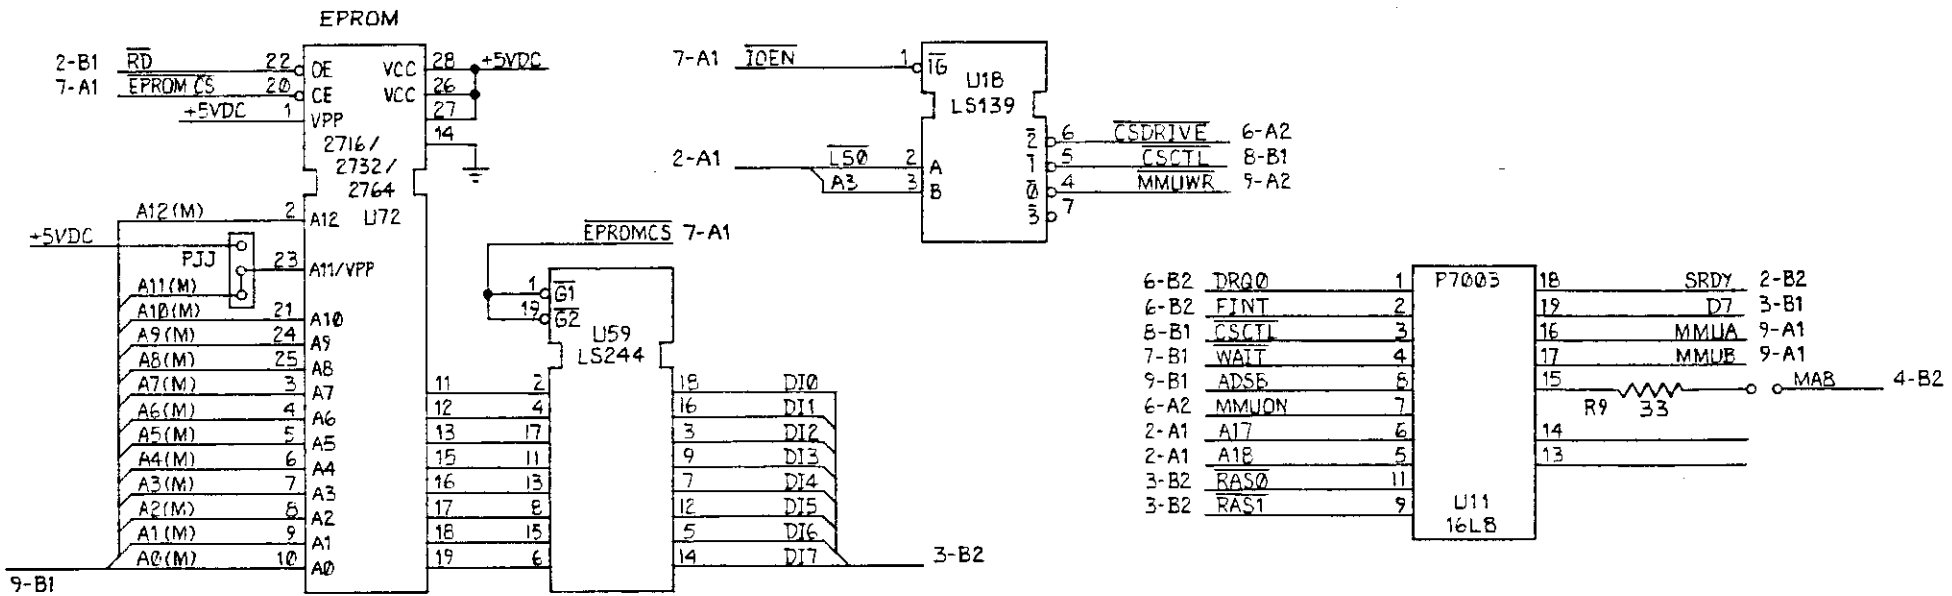 EPROM
2-B1 RD 22 OE VCC 28 +5VDC
7-A1 EPROM CS 20 CE VCC 26
+5VDC 1 VPP 27
14
2716/
2732/
2764
U72
A12(M) 2 A12
+5VDC
PJJ
23 A11/VPP
A11(M)
A10(M) 21 A10
A9(M) 24 A9
A8(M) 25 A8
A7(M) 3 A7 11 2 18 DI0
A6(M) 4 A6 12 4 16 DI1
A5(M) 5 A5 13 17 3 DI2
A4(M) 6 A4 15 11 9 DI3
A3(M) 7 A3 16 13 7 DI4
A2(M) 8 A2 17 8 12 DI5
A1(M) 9 A1 18 15 5 DI6
A0(M) 10 A0 19 6 14 DI7
9-B1
3-B2
EPROMCS 7-A1
1 G1
19 G2
U59
LS244
7-A1 IOEN 1 1G
U18
LS139
2 6 CSDRIVE 6-A2
2-A1 LS0 2 A 1 5 CSCTL 8-B1
A3 3 B 0 4 MMUWR 9-A2
3 7
P7003
6-B2 DRQ0 1 18 SRDY 2-B2
6-B2 FINT 2 19 D7 3-B1
8-B1 CSCTL 3 16 MMUA 9-A1
7-B1 WAIT 4 17 MMUB 9-A1
9-B1 ADSB 8 15 R9 33 MA8 4-B2
6-A2 MMUON 7
2-A1 A17 6 14
2-A1 A18 5 13
3-B2 RAS0 11
3-B2 RAS1 9
U11
16L8